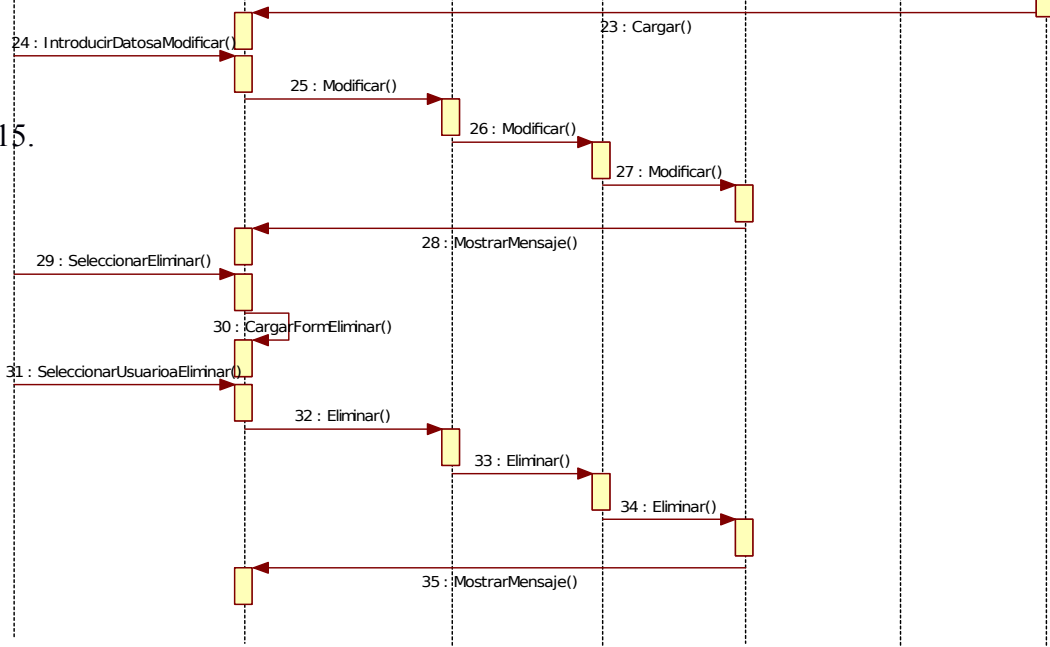 23 : Cargar()
24 : IntroducirDatosaModificar()
25 : Modificar()
26 : Modificar()
15.
27 : Modificar()
28 : MostrarMensaje()
29 : SeleccionarEliminar()
30 : CargarFormEliminar()
31 : SeleccionarUsuarioaEliminar()
32 : Eliminar()
33 : Eliminar()
34 : Eliminar()
35 : MostrarMensaje()